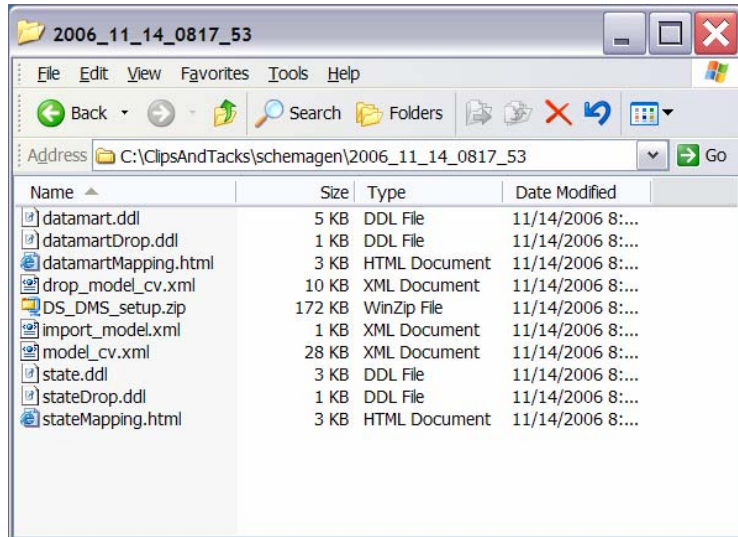 2006_11_14_0817_53
File Edit View Favorites Tools Help
Back Search Folders
Address C:\ClipsAndTacks\schemagen\2006_11_14_0817_53 Go
Name Size Type Date Modified
datamart.ddl 5 KB DDL File 11/14/2006 8:...
datamartDrop.ddl 1 KB DDL File 11/14/2006 8:...
datamartMapping.html 3 KB HTML Document 11/14/2006 8:...
drop_model_cv.xml 10 KB XML Document 11/14/2006 8:...
DS_DMS_setup.zip 172 KB WinZip File 11/14/2006 8:...
import_model.xml 1 KB XML Document 11/14/2006 8:...
model_cv.xml 28 KB XML Document 11/14/2006 8:...
state.ddl 3 KB DDL File 11/14/2006 8:...
stateDrop.ddl 1 KB DDL File 11/14/2006 8:...
stateMapping.html 3 KB HTML Document 11/14/2006 8:...